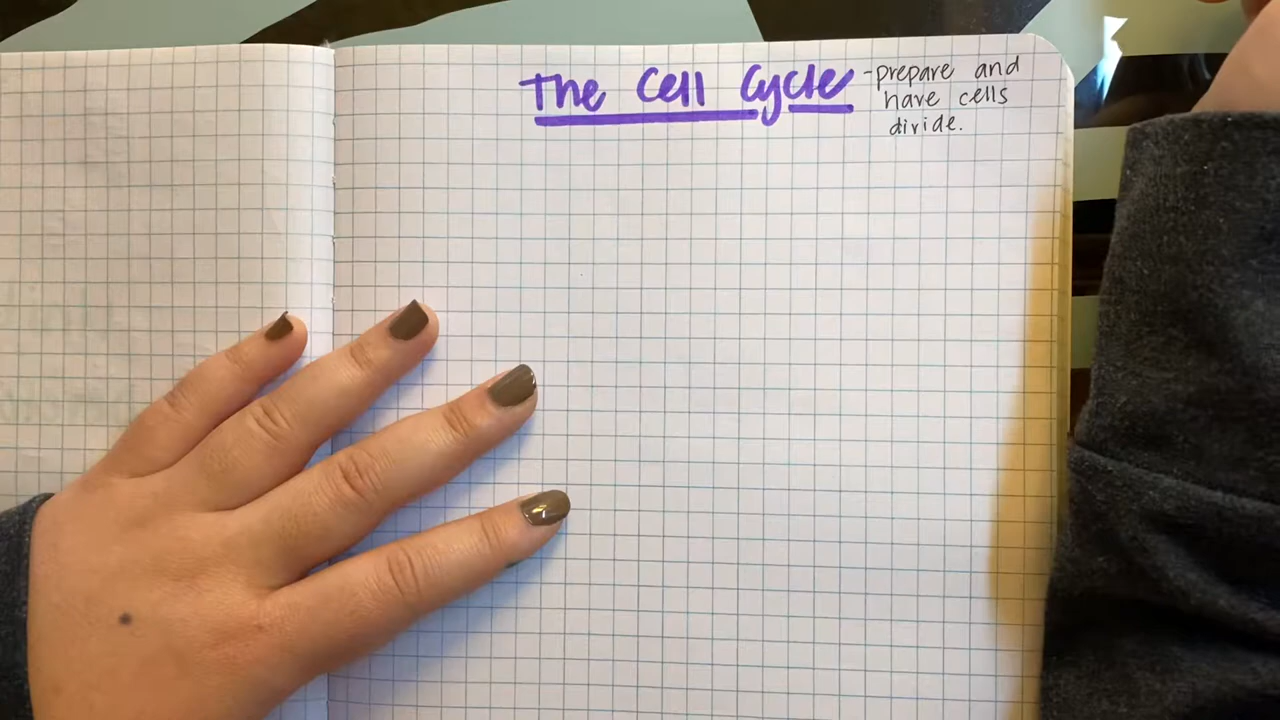 The Cell Cycle
-prepare and
have cells
divide.